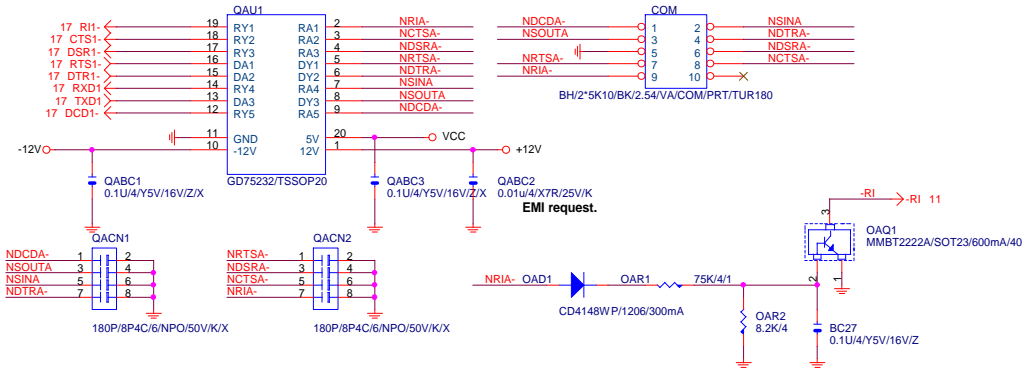 QAU1
17 RI1- 19 RY1 RA1 2 NRIA-
17 CTS1- 18 RY2 RA2 3 NCTSA-
17 DSR1- 17 RY3 RA3 4 NDSRA-
17 RTS1- 16 DA1 DY1 5 NRTSA-
17 DTR1- 15 DA2 DY2 6 NDTRA-
17 RXD1 14 RY4 RA4 7 NSINA
17 TXD1 13 DA3 DY3 8 NSOUTA
17 DCD1- 12 RY5 RA5 9 NDCDA-
11 GND 5V 20 VCC
-12V 10 -12V 12V 1 +12V
GD75232/TSSOP20
QABC1
0.1U/4/Y5V/16V/Z/X
QABC3
0.1U/4/Y5V/16V/Z/X
QABC2
0.01u/4/X7R/25V/K
EMI request.
COM
NDCDA- 1 2 NSINA
NSOUTA 3 4 NDTRA-
5 6 NDSRA-
NRTSA- 7 8 NCTSA-
NRIA- 9 10
BH/2*5K10/BK/2.54/VA/COM/PRT/TUR180
QACN1
NDCDA- 1 2
NSOUTA 3 4
NSINA 5 6
NDTRA- 7 8
180P/8P4C/6/NPO/50V/K/X
QACN2
NRTSA- 1 2
NDSRA- 3 4
NCTSA- 5 6
NRIA- 7 8
180P/8P4C/6/NPO/50V/K/X
-RI
-RI 11
3
OAQ1
MMBT2222A/SOT23/600mA/40
2
1
NRIA- OAD1 OAR1 75K/4/1
CD4148WP/1206/300mA
OAR2
8.2K/4
BC27
0.1U/4/Y5V/16V/Z